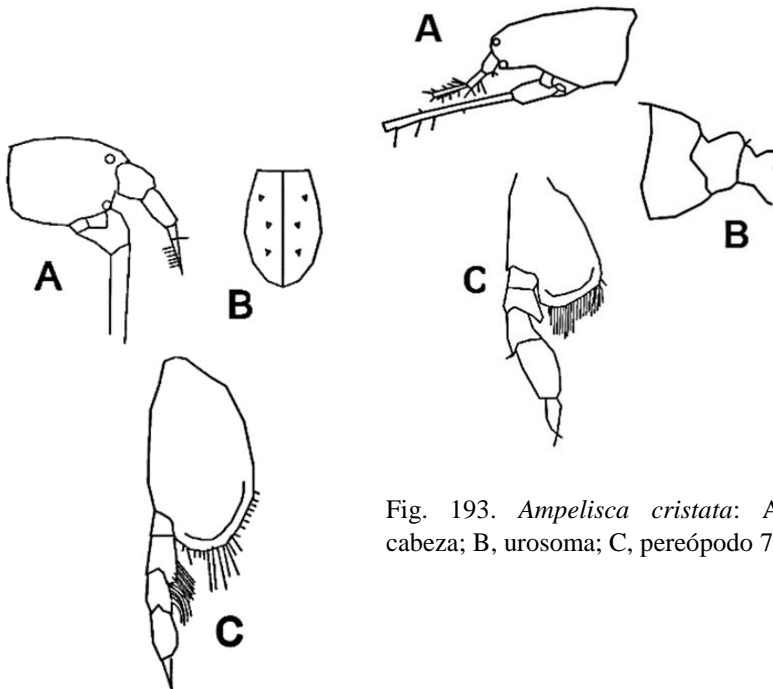 A
B
C
A
B
C
Fig. 193. Ampelisca cristata: A,
cabeza; B, urosoma; C, pereópodo 7